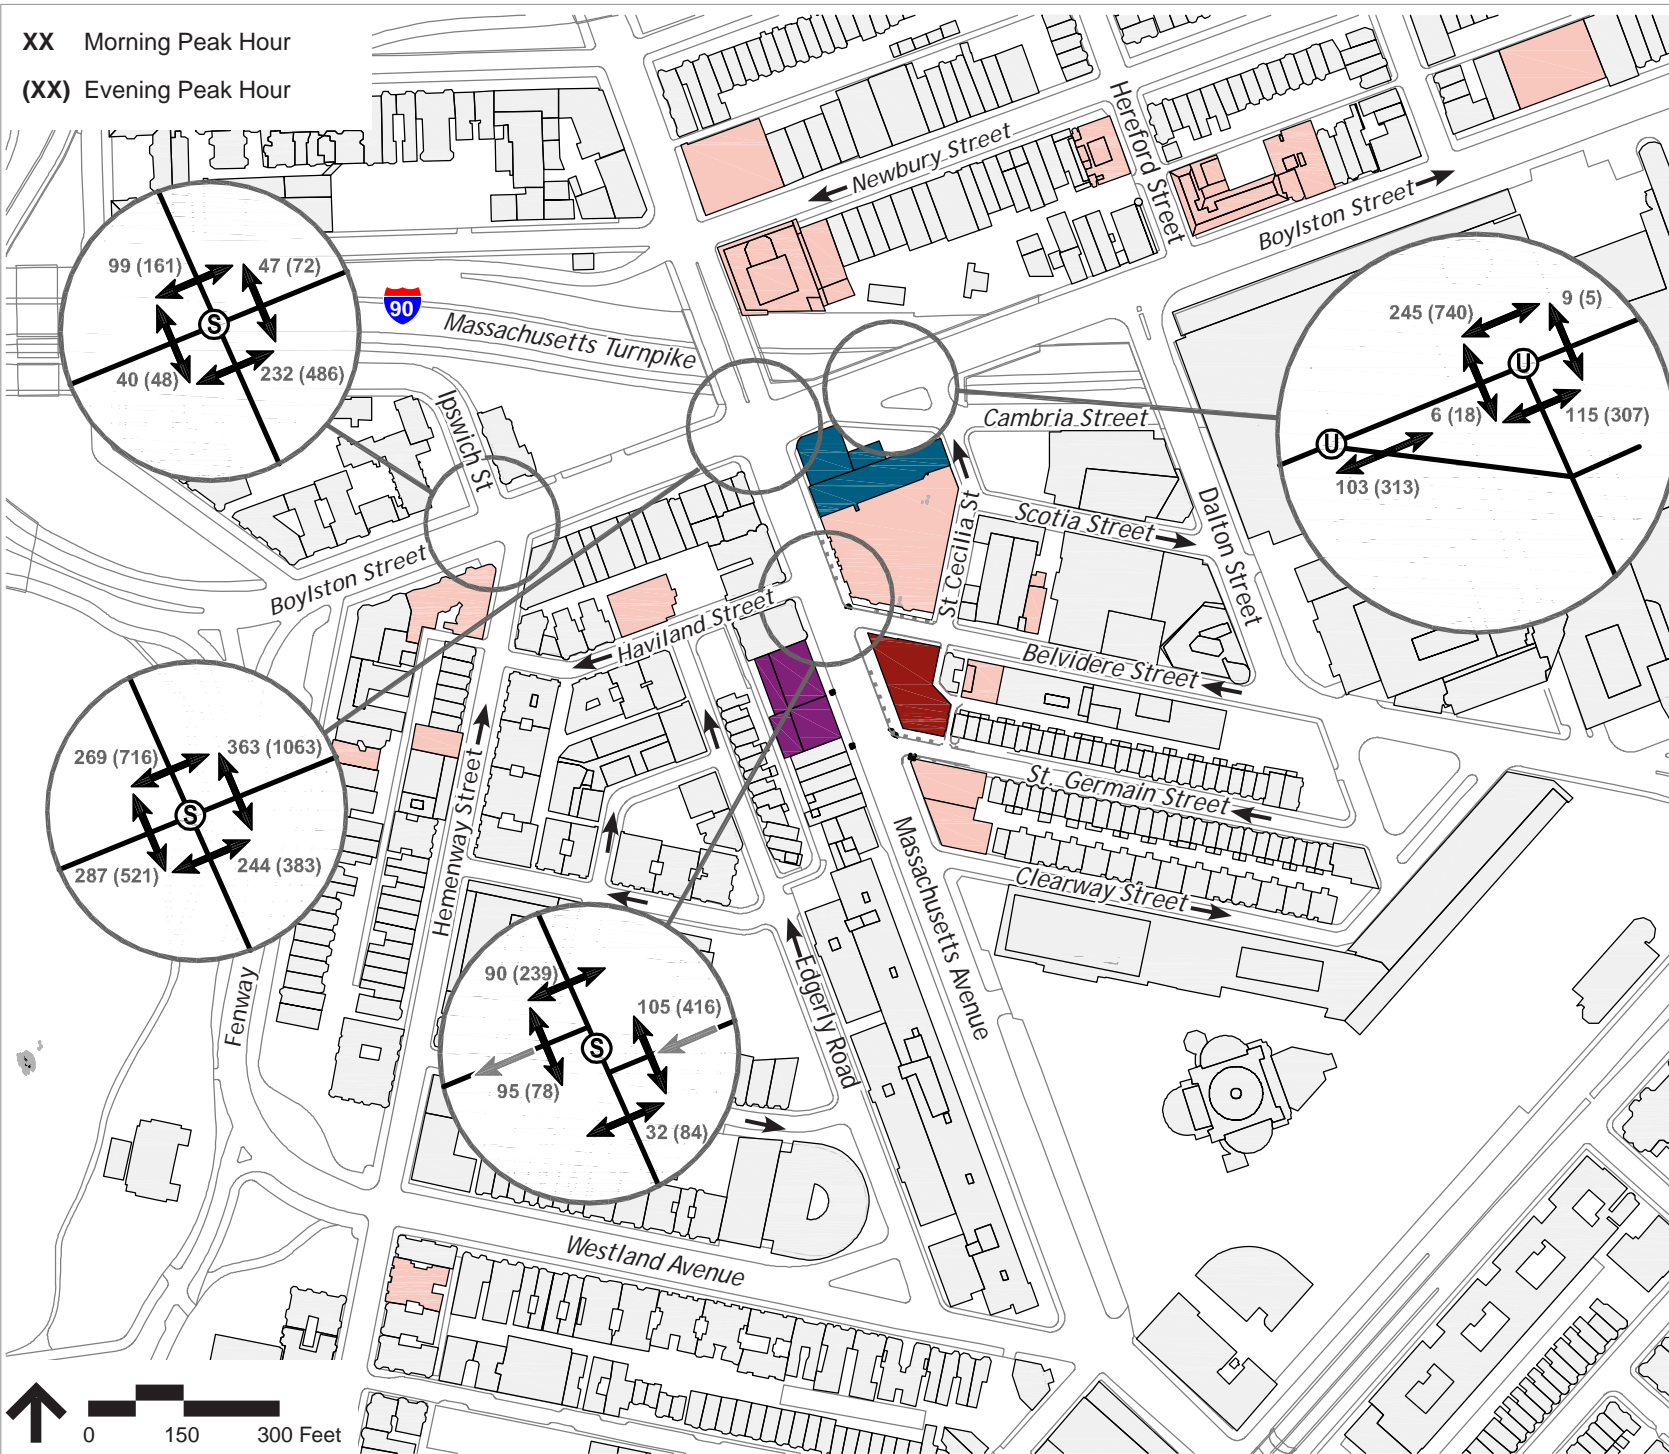 XX Morning Peak Hour
(XX) Evening Peak Hour
Hereford Street
Newbury Street
Boylston Street
99 (161)
47 (72)
S
40 (48)
232 (486)
90
Massachusetts Turnpike
245 (740)
9 (5)
U
6 (18)
115 (307)
U
103 (313)
Ipswich St
Cambria Street
Scotia Street
St Cecilia St
Dalton Street
Boylston Street
Haviland Street
Belvidere Street
269 (716)
363 (1063)
S
287 (521)
244 (383)
Hemenway Street
St. Germain Street
Massachusetts Avenue
Clearway Street
Fenway
Edgerly Road
90 (239)
105 (416)
S
95 (78)
32 (84)
Westland Avenue
0 150 300 Feet